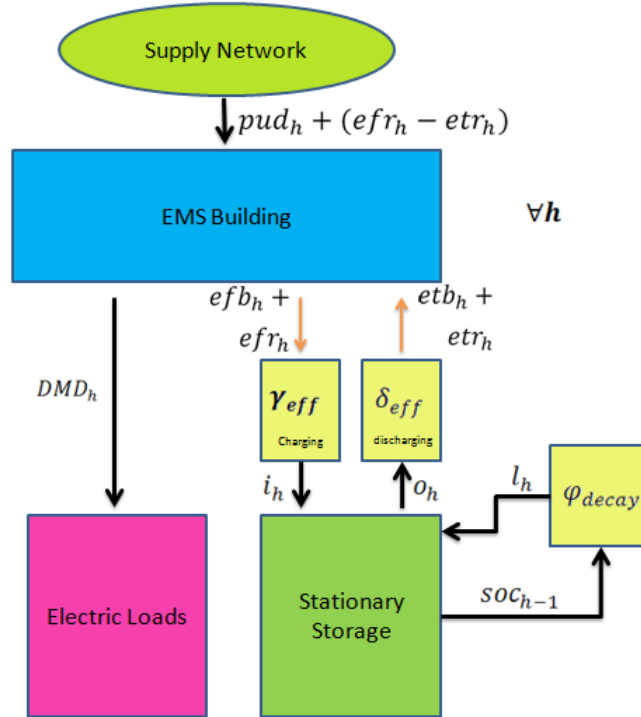 Supply Network
pud_h + (efr_h − etr_h)
EMS Building
∀h
efb_h +
efr_h
etb_h +
etr_h
DMD_h
γ_eff
Charging
δ_eff
discharging
i_h
o_h
l_h
φ_decay
Electric Loads
Stationary
Storage
soc_{h−1}